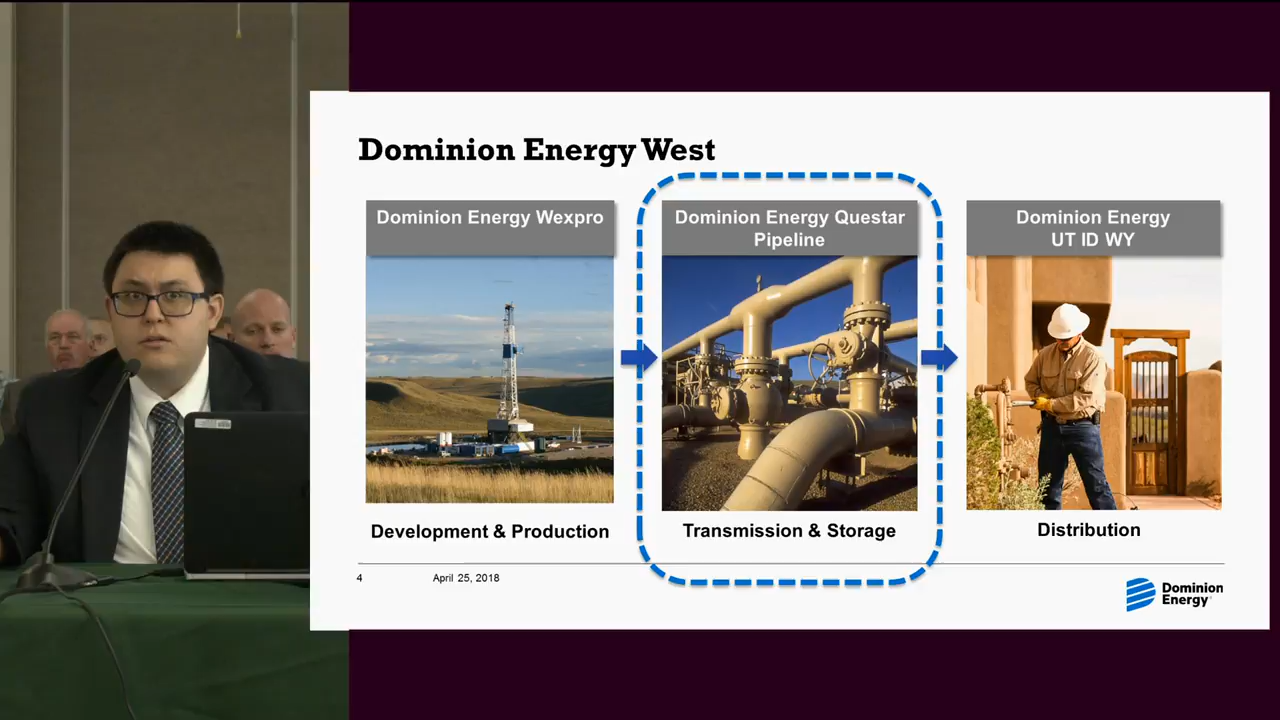 Dominion Energy West
Dominion Energy Wexpro
Dominion Energy Questar
Pipeline
Dominion Energy
UT ID WY
Development & Production
Transmission & Storage
Distribution
4
April 25, 2018
Dominion
Energy